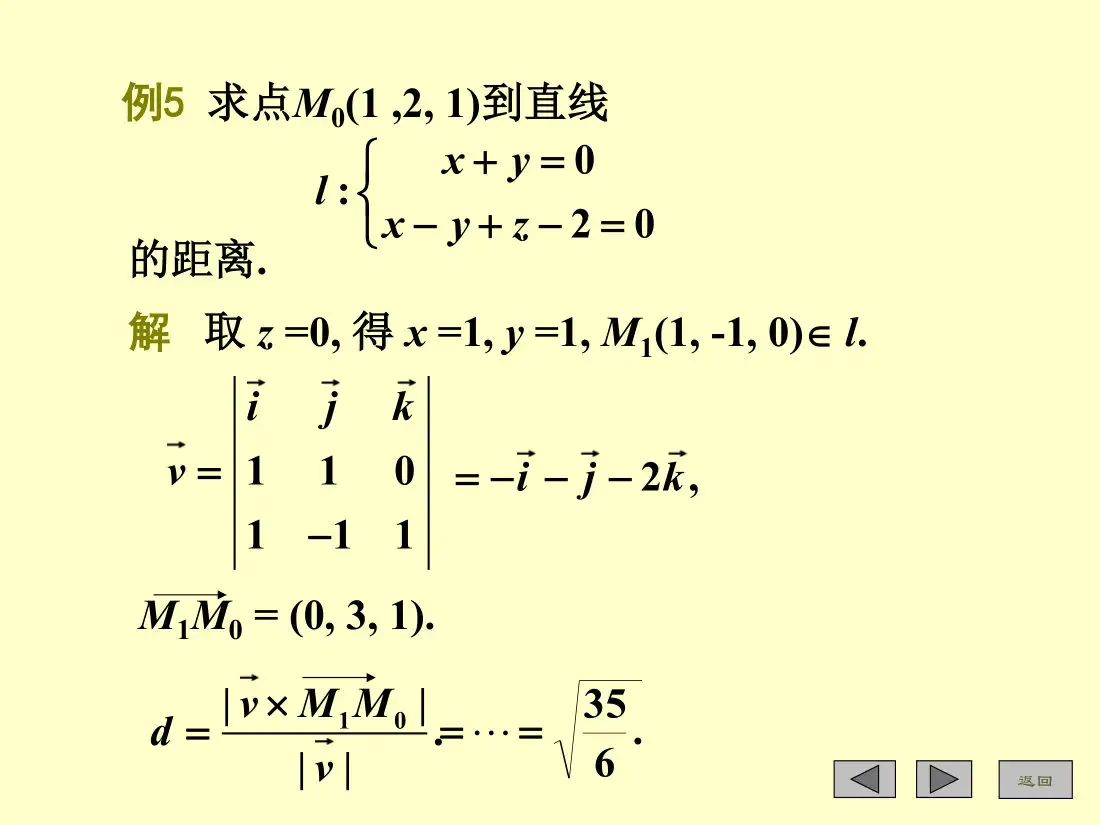 例5 求点M₀(1 ,2, 1)到直线
l : { x + y = 0
x − y + z − 2 = 0
的距离.
解 取 z =0, 得 x =1, y =1, M₁(1, -1, 0)∈ l.
v⃗ = | i⃗ j⃗ k⃗ |
| 1 1 0 | = −i⃗ − j⃗ − 2k⃗ ,
| 1 −1 1 |
M₁M₀⃗ = (0, 3, 1).
d = | v⃗ × M₁M₀⃗ | / | v⃗ | .= ⋯ = √(35/6) .
返回